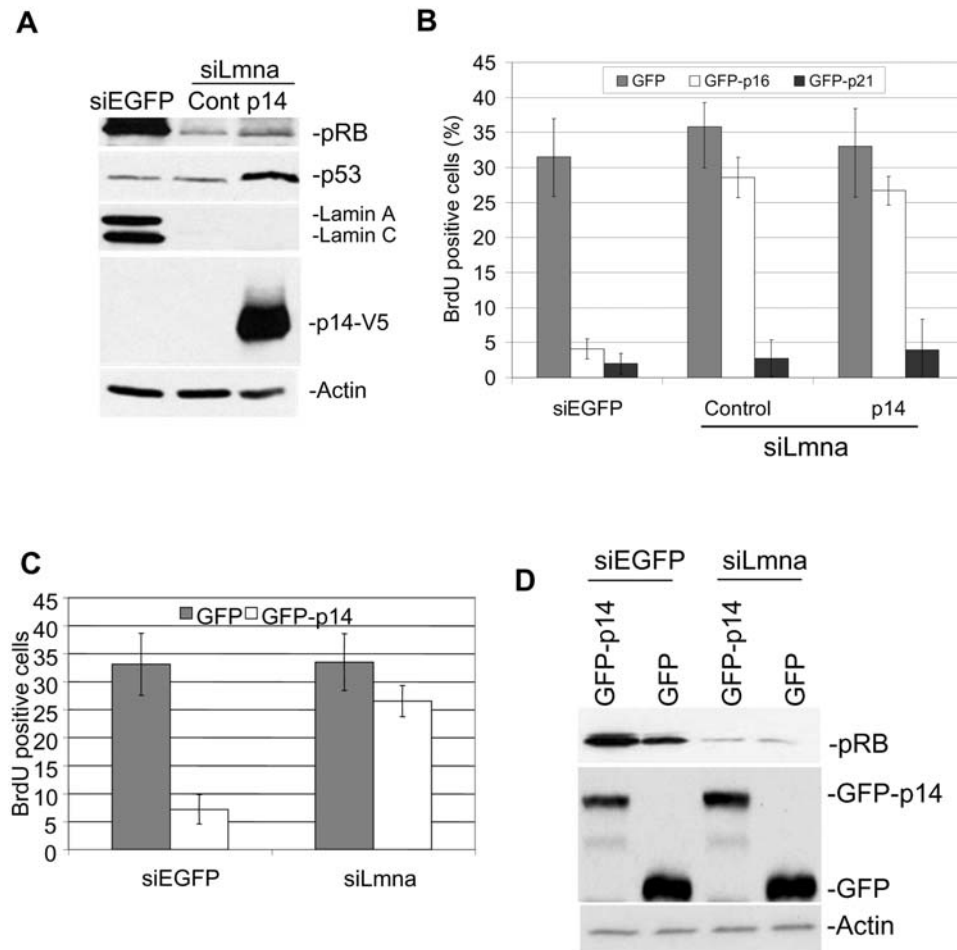 A
siLmna
siEGFP Cont p14
-pRB
-p53
-Lamin A
-Lamin C
-p14-V5
-Actin
B
GFP GFP-p16 GFP-p21
BrdU positive cells (%)
40
35
30
25
20
15
10
5
0
siEGFP Control p14
siLmna
C
GFP GFP-p14
BrdU positive cells
45
40
35
30
25
20
15
10
5
0
siEGFP siLmna
D
siEGFP siLmna
GFP-p14 GFP GFP-p14 GFP
-pRB
-GFP-p14
-GFP
-Actin